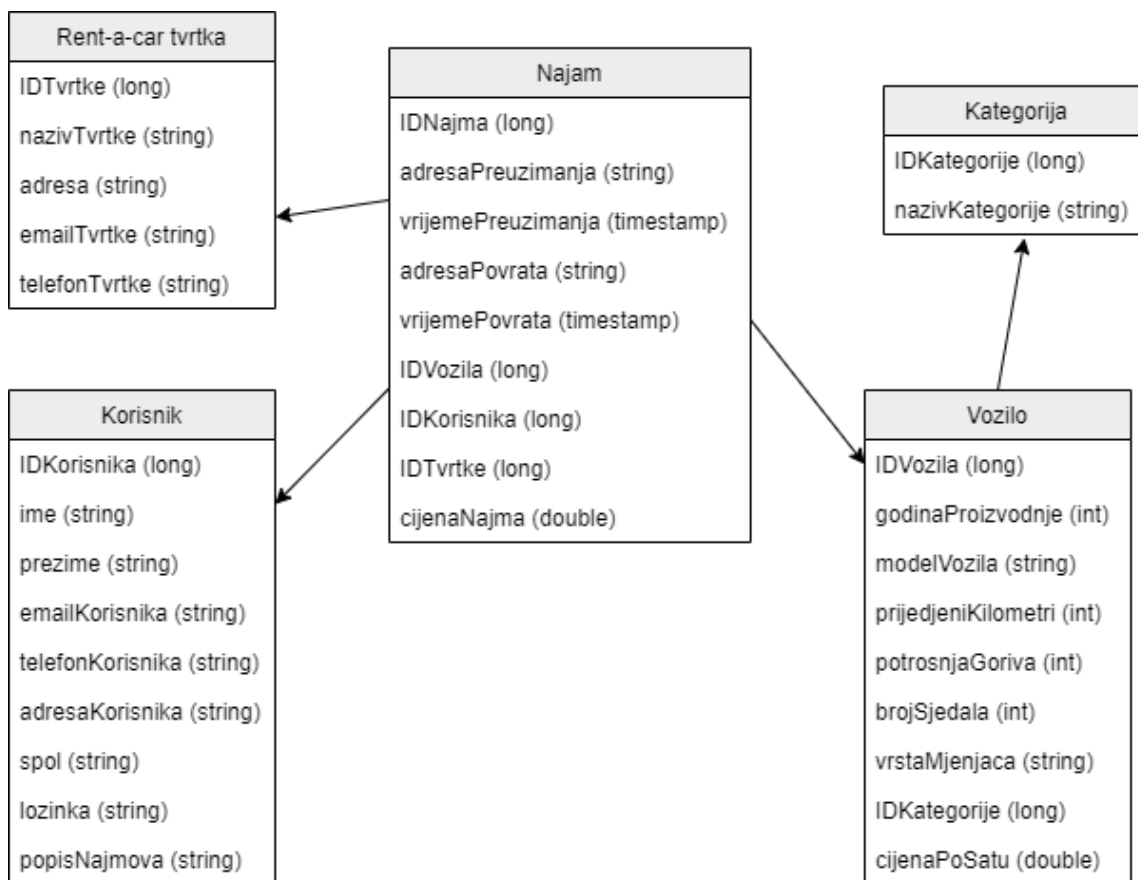 Rent-a-car tvrtka
IDTvrtke (long)
nazivTvrtke (string)
adresa (string)
emailTvrtke (string)
telefonTvrtke (string)
Najam
IDNajma (long)
adresaPreuzimanja (string)
vrijemePreuzimanja (timestamp)
adresaPovrata (string)
vrijemePovrata (timestamp)
IDVozila (long)
IDKorisnika (long)
IDTvrtke (long)
cijenaNajma (double)
Kategorija
IDKategorije (long)
nazivKategorije (string)
Korisnik
IDKorisnika (long)
ime (string)
prezime (string)
emailKorisnika (string)
telefonKorisnika (string)
adresaKorisnika (string)
spol (string)
lozinka (string)
popisNajmova (string)
Vozilo
IDVozila (long)
godinaProizvodnje (int)
modelVozila (string)
prijedjeniKilometri (int)
potrosnjaGoriva (int)
brojSjedala (int)
vrstaMjenjaca (string)
IDKategorije (long)
cijenaPoSatu (double)